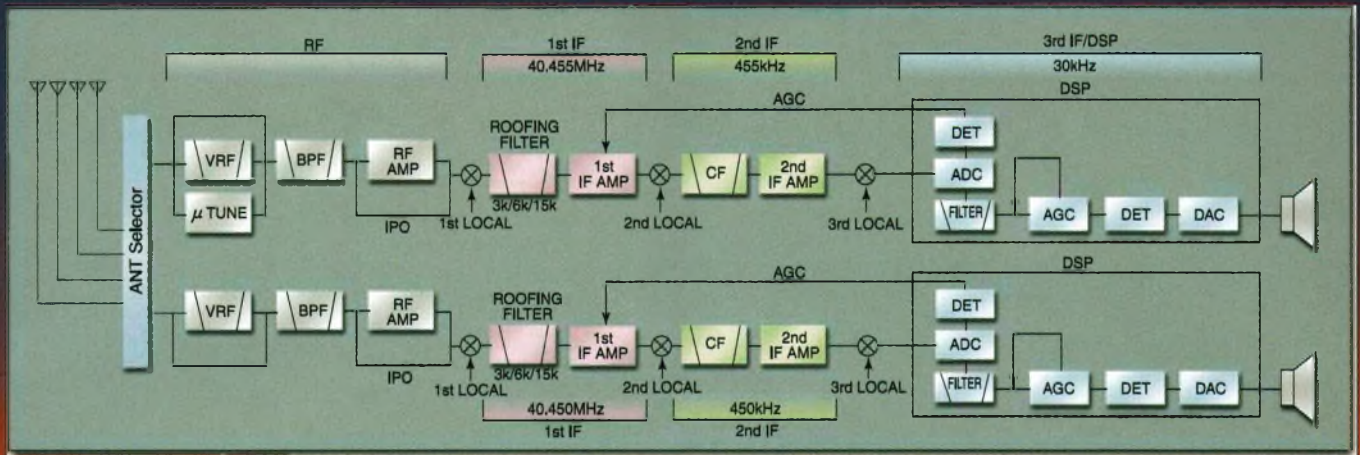 RF
1st IF
40.455MHz
2nd IF
455kHz
3rd IF/DSP
30kHz
AGC
DSP
ANT Selector
VRF
μ TUNE
BPF
RF
AMP
IPO
1st LOCAL
ROOFING
FILTER
3k/6k/15k
1st
IF AMP
2nd LOCAL
CF
2nd
IF AMP
3rd LOCAL
DET
ADC
FILTER
AGC
DET
DAC
AGC
DSP
VRF
BPF
RF
AMP
IPO
1st LOCAL
ROOFING
FILTER
3k/6k/15k
1st
IF AMP
2nd LOCAL
CF
2nd
IF AMP
3rd LOCAL
DET
ADC
FILTER
AGC
DET
DAC
40.450MHz
1st IF
450kHz
2nd IF